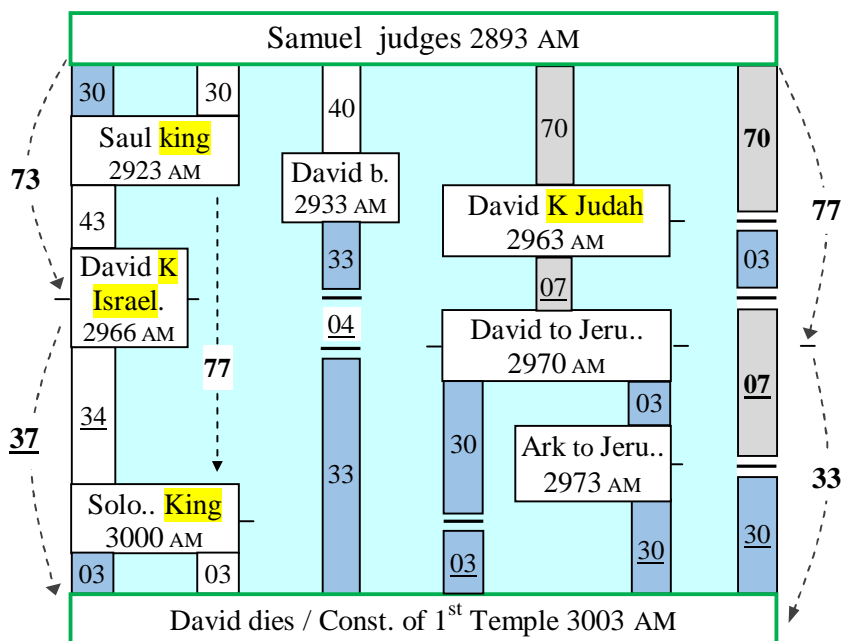 Samuel judges 2893 AM
30
30
40
70
70
Saul king
2923 AM
David b.
2933 AM
David K Judah
2963 AM
73
77
43
33
03
David K
Israel.
2966 AM
07
04
David to Jeru..
2970 AM
77
07
34
37
33
30
03
Ark to Jeru..
2973 AM
33
Solo.. King
3000 AM
03
03
03
30
30
David dies / Const. of 1st Temple 3003 AM